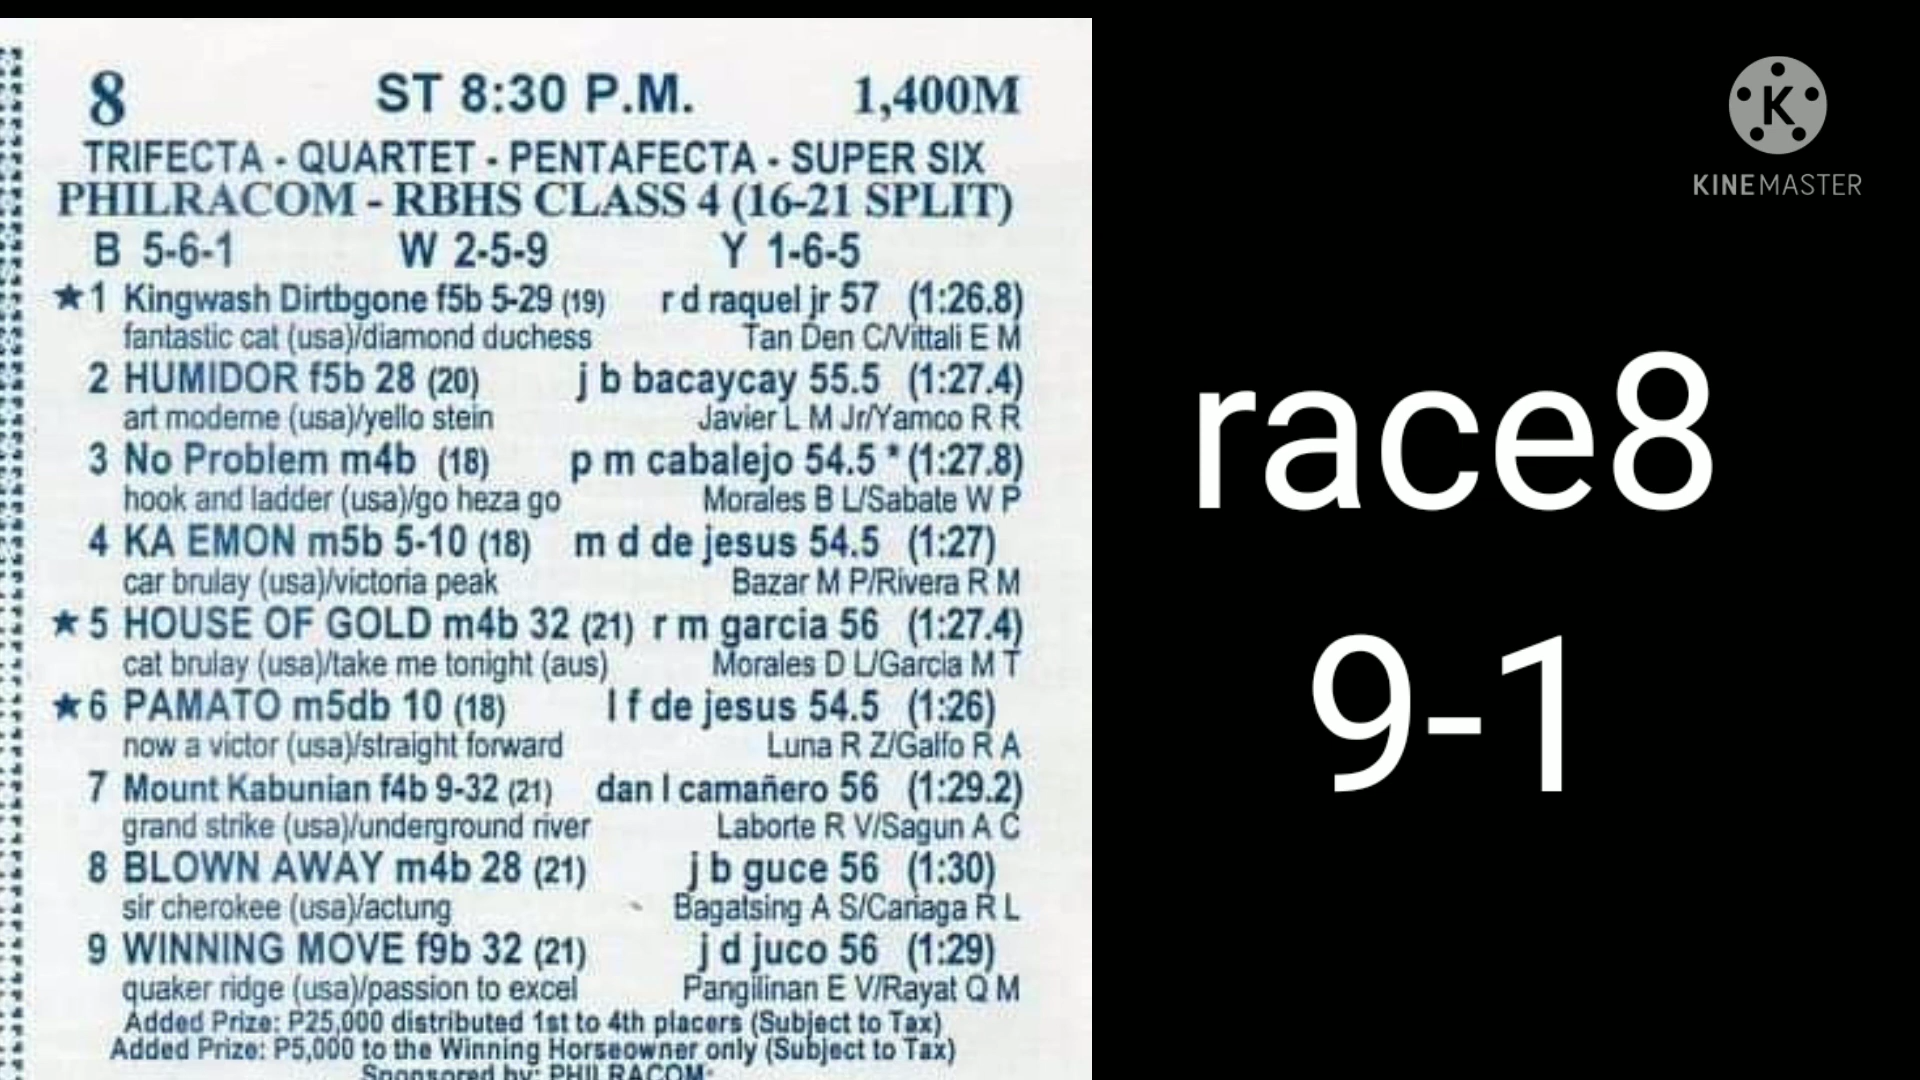 8 ST 8:30 P.M. 1,400M
TRIFECTA - QUARTET - PENTAFECTA - SUPER SIX
PHILRACOM - RBHS CLASS 4 (16-21 SPLIT)
B 5-6-1 W 2-5-9 Y 1-6-5
★ 1 Kingwash Dirtbgone f5b 5-29 (19) r d raquel jr 57 (1:26.8)
fantastic cat (usa)/diamond duchess Tan Den C/Vittali E M
2 HUMIDOR f5b 28 (20) j b bacaycay 55.5 (1:27.4)
art moderne (usa)/yello stein Javier L M Jr/Yamco R R
3 No Problem m4b (18) p m cabalejo 54.5 * (1:27.8)
hook and ladder (usa)/go heza go Morales B L/Sabate W P
4 KA EMON m5b 5-10 (18) m d de jesus 54.5 (1:27)
car brulay (usa)/victoria peak Bazar M P/Rivera R M
★ 5 HOUSE OF GOLD m4b 32 (21) r m garcia 56 (1:27.4)
cat brulay (usa)/take me tonight (aus) Morales D L/Garcia M T
★ 6 PAMATO m5db 10 (18) l f de jesus 54.5 (1:26)
now a victor (usa)/straight forward Luna R Z/Galfo R A
7 Mount Kabunian f4b 9-32 (21) dan l camañero 56 (1:29.2)
grand strike (usa)/underground river Laborte R V/Sagun A C
8 BLOWN AWAY m4b 28 (21) j b guce 56 (1:30)
sir cherokee (usa)/actung Bagatsing A S/Cariaga R L
9 WINNING MOVE f9b 32 (21) j d juco 56 (1:29)
quaker ridge (usa)/passion to excel Pangilinan E V/Rayat Q M
Added Prize: P25,000 distributed 1st to 4th placers (Subject to Tax)
Added Prize: P5,000 to the Winning Horseowner only (Subject to Tax)
Sponsored by: PHILRACOM
K
KINEMASTER
race8
9-1